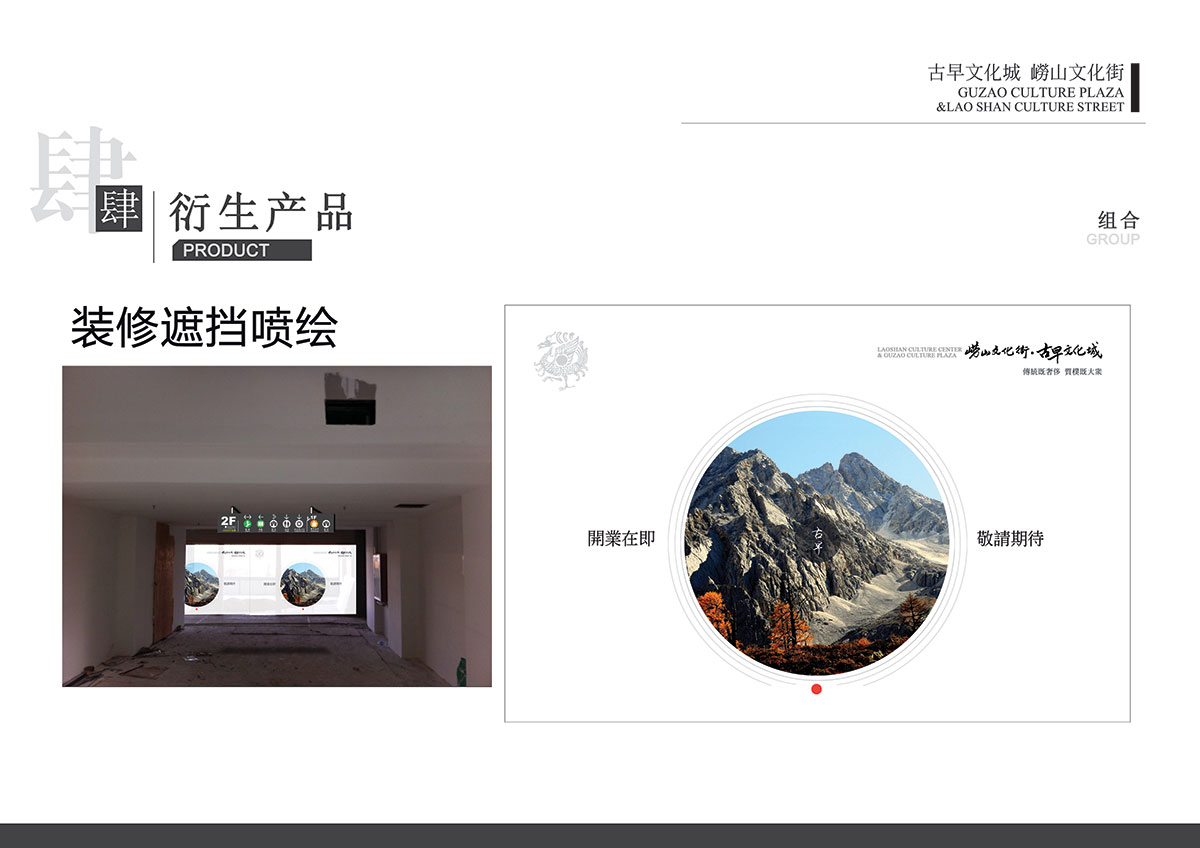 古早文化城 嶗山文化街
GUZAO CULTURE PLAZA
&LAO SHAN CULTURE STREET
肆
肆
衍生产品
PRODUCT
组合
GROUP
装修遮挡喷绘
LAOSHAN CULTURE CENTER
& GUZAO CULTURE PLAZA
嶗山文化街·古早文化城
傳統既奢侈 質樸既大衆
開業在即
古早
敬請期待
2F